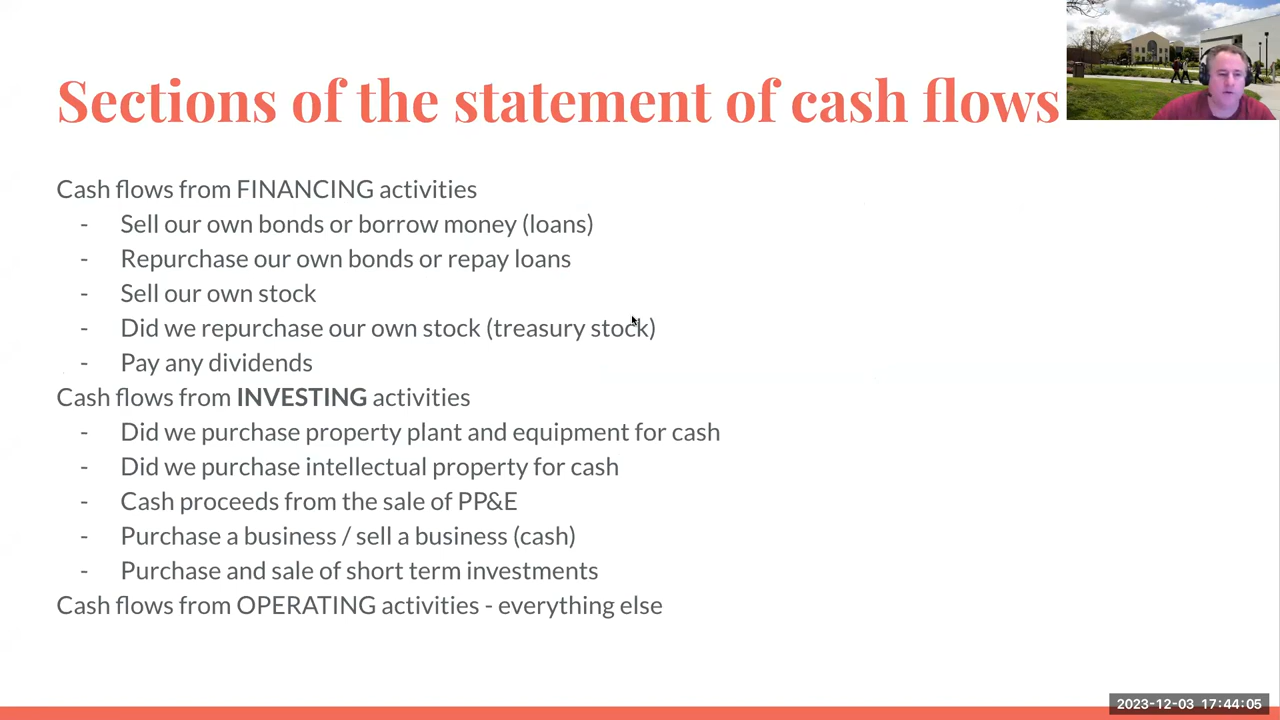 Sections of the statement of cash flows
Cash flows from FINANCING activities
- Sell our own bonds or borrow money (loans)
- Repurchase our own bonds or repay loans
- Sell our own stock
- Did we repurchase our own stock (treasury stock)
- Pay any dividends
Cash flows from INVESTING activities
- Did we purchase property plant and equipment for cash
- Did we purchase intellectual property for cash
- Cash proceeds from the sale of PP&E
- Purchase a business / sell a business (cash)
- Purchase and sale of short term investments
Cash flows from OPERATING activities - everything else
2023-12-03 17:44:05